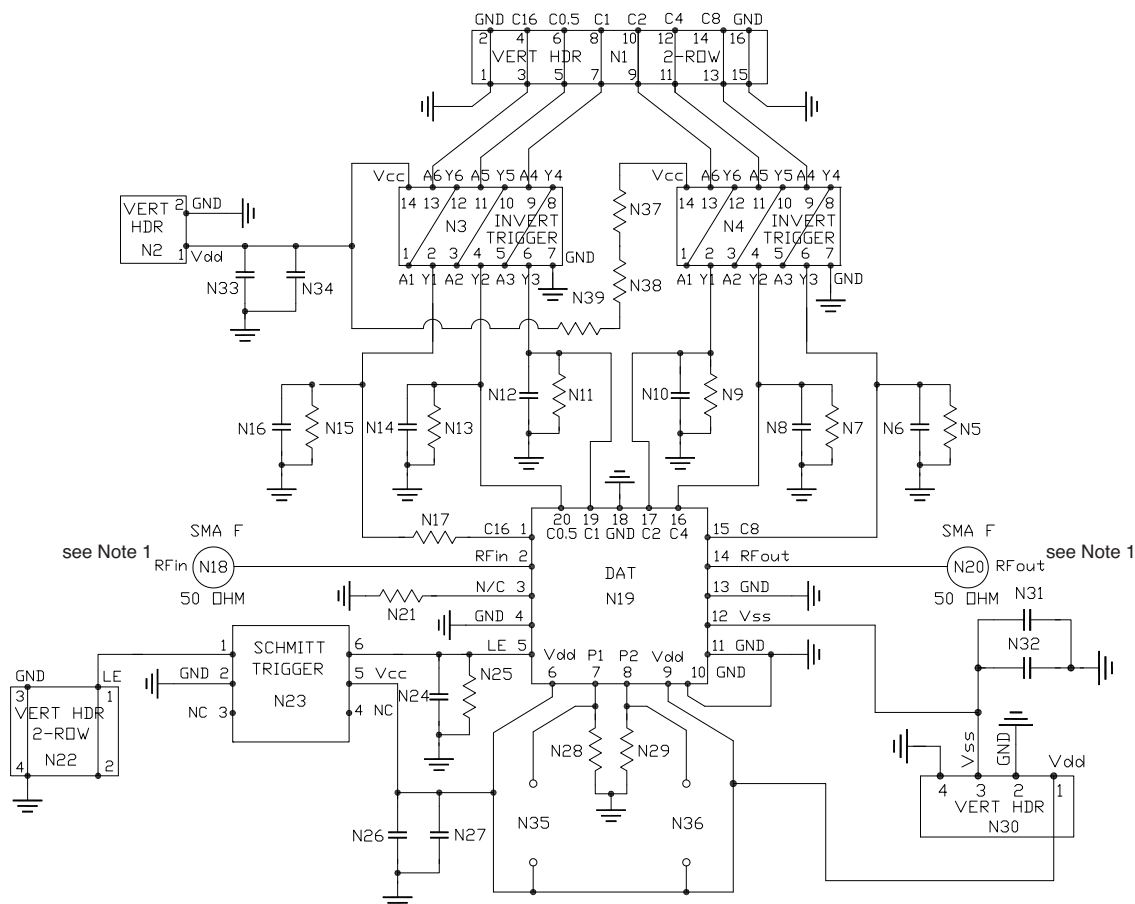 GND C16 C0.5 C1 C2 C4 C8 GND
2 4 6 8 10 12 14 16
VERT HDR N1 2-ROW
1 3 5 7 9 11 13 15
Vcc A6 Y6 A5 Y5 A4 Y4
14 13 12 11 10 9 8
N3 INVERT
TRIGGER
1 2 3 4 5 6 7
GND
A1 Y1 A2 Y2 A3 Y3
N37
Vcc A6 Y6 A5 Y5 A4 Y4
14 13 12 11 10 9 8
N4 INVERT
TRIGGER
1 2 3 4 5 6 7
A1 Y1 A2 Y2 A3 Y3 GND
VERT 2 GND
HDR
N2 1 Vdd
N33 N34
N39 N38
N16 N15 N14 N13 N12 N11 N10 N9 N8 N7 N6 N5
N17 C16 1
20 19 18 17 16
C0.5 C1 GND C2 C4
15 C8
SMA F
see Note 1
RFin N18
50 OHM
RFin 2
DAT
N19
14 RFout
SMA F
see Note 1
N20 RFout
50 OHM
N/C 3
N21
13 GND
GND 4
12 Vss
LE 5
11 GND
Vdd P1 P2 Vdd
6 7 8 9 10 GND
N31
N32
1 SCHMITT 6
TRIGGER
GND 2 5 Vcc
N23
NC 3 4 NC
N24 N25
GND LE
3 1
VERT HDR
2-ROW
N22
4 2
N28 N29
N26 N27 N35 N36
Vss GND Vdd
4 3 2 1
VERT HDR
N30